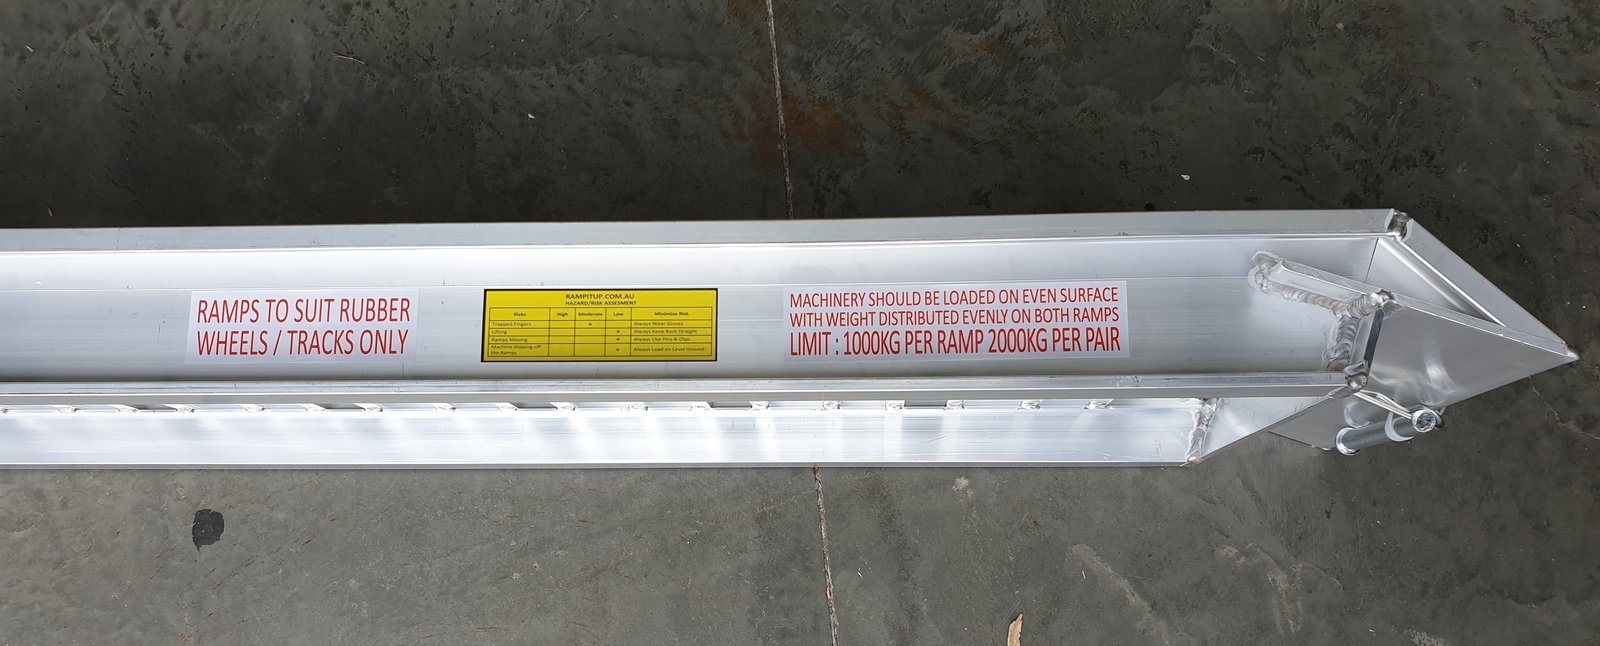 RAMPS TO SUIT RUBBER
WHEELS / TRACKS ONLY
RAMPITUP.COM.AU
HAZARD/RISK ASSESMENT
Risks High Moderate Low Minimise Risk
Trapped Fingers * Always Wear Gloves
Lifting * Always Keep Back Straight
Ramps Moving * Always Use Pins & Clips
Machine Slipping off
the Ramps * Always Load on Level Ground
MACHINERY SHOULD BE LOADED ON EVEN SURFACE
WITH WEIGHT DISTRIBUTED EVENLY ON BOTH RAMPS
LIMIT : 1000KG PER RAMP 2000KG PER PAIR